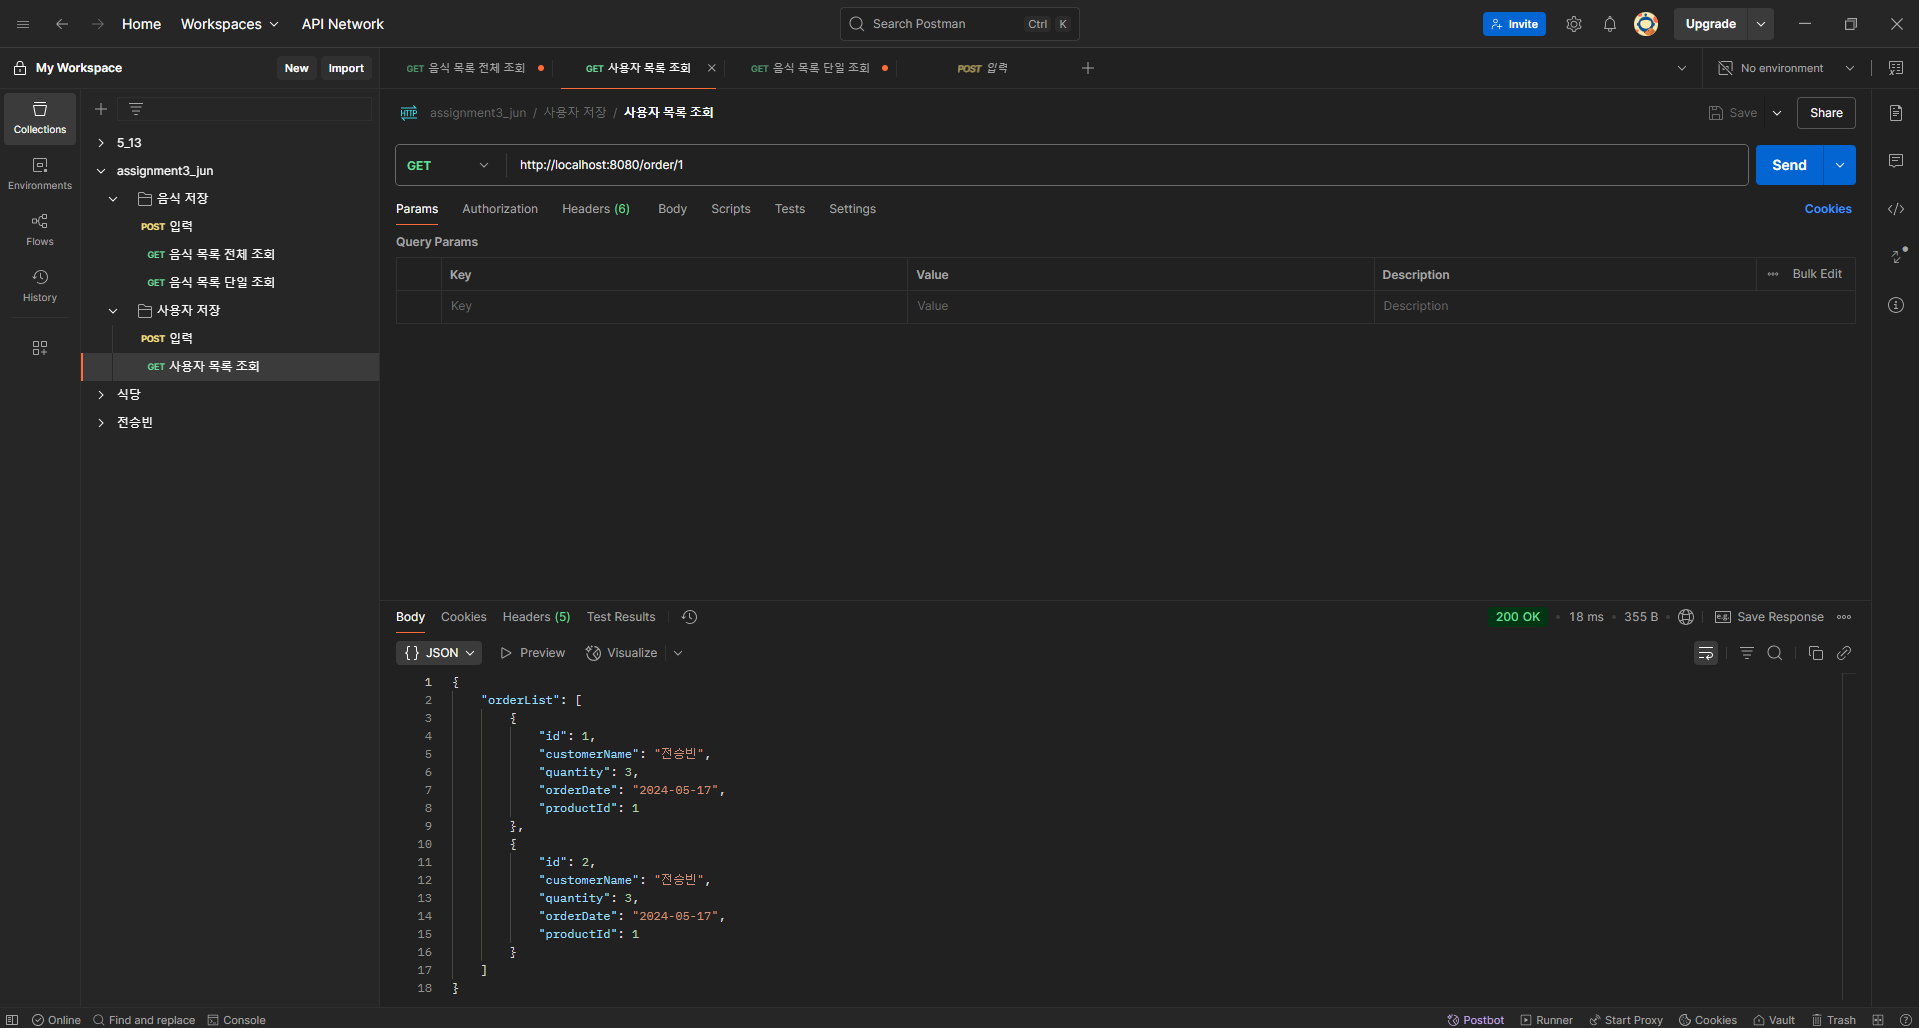 Home Workspaces API Network
Search Postman Ctrl K
Invite Upgrade
My Workspace New Import
GET 음식 목록 전체 조회
GET 사용자 목록 조회
GET 음식 목록 단일 조회
POST 입력
No environment
Collections
Environments
Flows
History
5_13
assignment3_jun
음식 저장
POST 입력
GET 음식 목록 전체 조회
GET 음식 목록 단일 조회
사용자 저장
POST 입력
GET 사용자 목록 조회
식당
전승빈
HTTP assignment3_jun / 사용자 저장 / 사용자 목록 조회
Save Share
GET http://localhost:8080/order/1 Send
Params Authorization Headers (6) Body Scripts Tests Settings Cookies
Query Params
Key Value Description Bulk Edit
Key Value Description
Body Cookies Headers (5) Test Results
200 OK 18 ms 355 B e.g. Save Response
{} JSON Preview Visualize
1 {
2 "orderList": [
3 {
4 "id": 1,
5 "customerName": "전승빈",
6 "quantity": 3,
7 "orderDate": "2024-05-17",
8 "productId": 1
9 },
10 {
11 "id": 2,
12 "customerName": "전승빈",
13 "quantity": 3,
14 "orderDate": "2024-05-17",
15 "productId": 1
16 }
17 ]
18 }
Online Find and replace Console
Postbot Runner Start Proxy Cookies Vault Trash